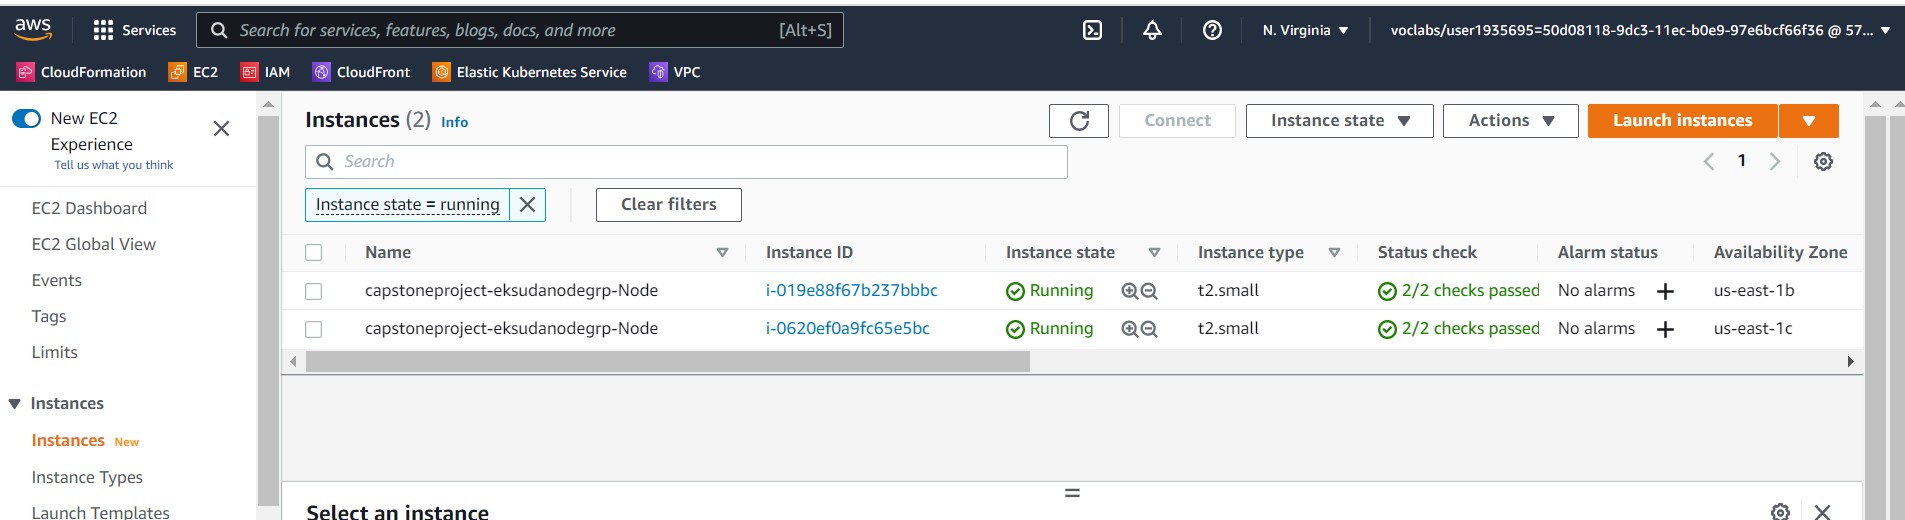 aws Services Search for services, features, blogs, docs, and more [Alt+S] N. Virginia voclabs/user1935695=50d08118-9dc3-11ec-b0e9-97e6bcf66f36 @ 57...
CloudFormation EC2 IAM CloudFront Elastic Kubernetes Service VPC
New EC2
Experience
Tell us what you think
EC2 Dashboard
EC2 Global View
Events
Tags
Limits
Instances
Instances New
Instance Types
Launch Templates
Instances (2) Info Connect Instance state Actions Launch instances
Search 1
Instance state = running Clear filters
Name Instance ID Instance state Instance type Status check Alarm status Availability Zone
capstoneproject-eksudanodegrp-Node i-019e88f67b237bbbc Running t2.small 2/2 checks passed No alarms us-east-1b
capstoneproject-eksudanodegrp-Node i-0620ef0a9fc65e5bc Running t2.small 2/2 checks passed No alarms us-east-1c
Select an instance